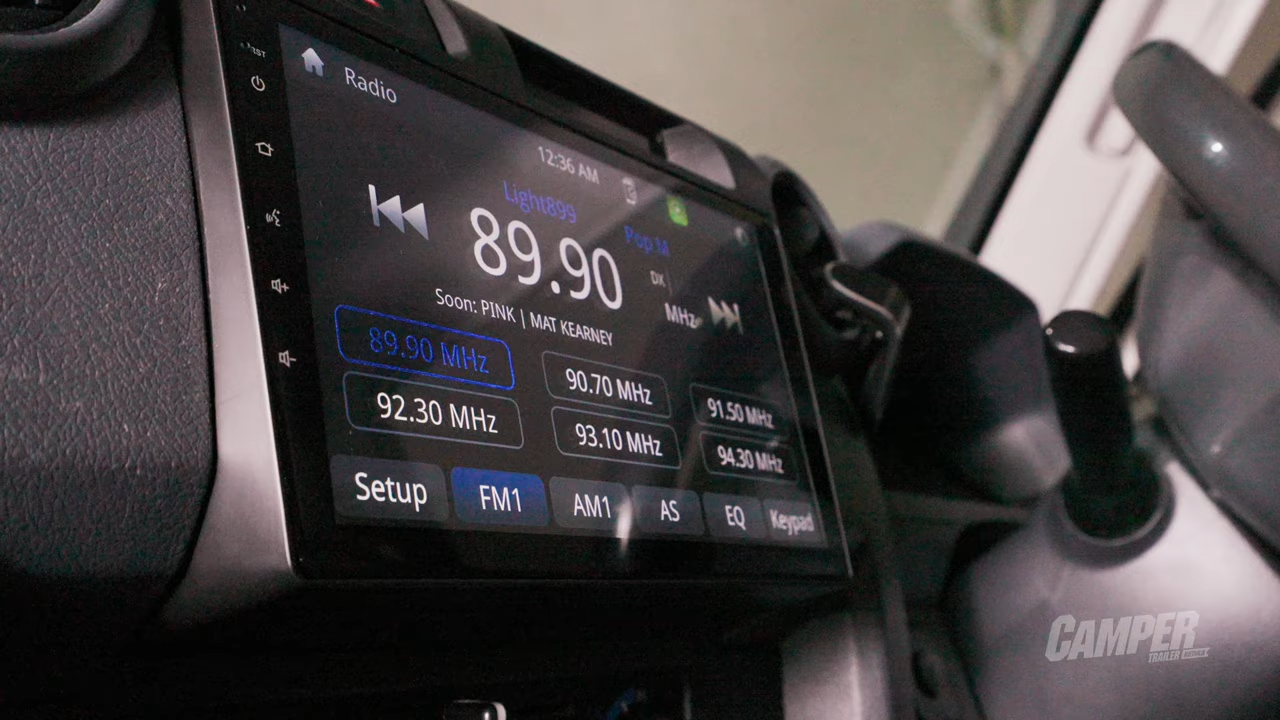 RST
Radio
12:36 AM
Light899
Pop M
89.90
DX
MHz
Soon: PINK | MAT KEARNEY
89.90 MHz
90.70 MHz
91.50 MHz
92.30 MHz
93.10 MHz
94.30 MHz
Setup
FM1
AM1
AS
EQ
Keypad
CAMPER
TRAILER